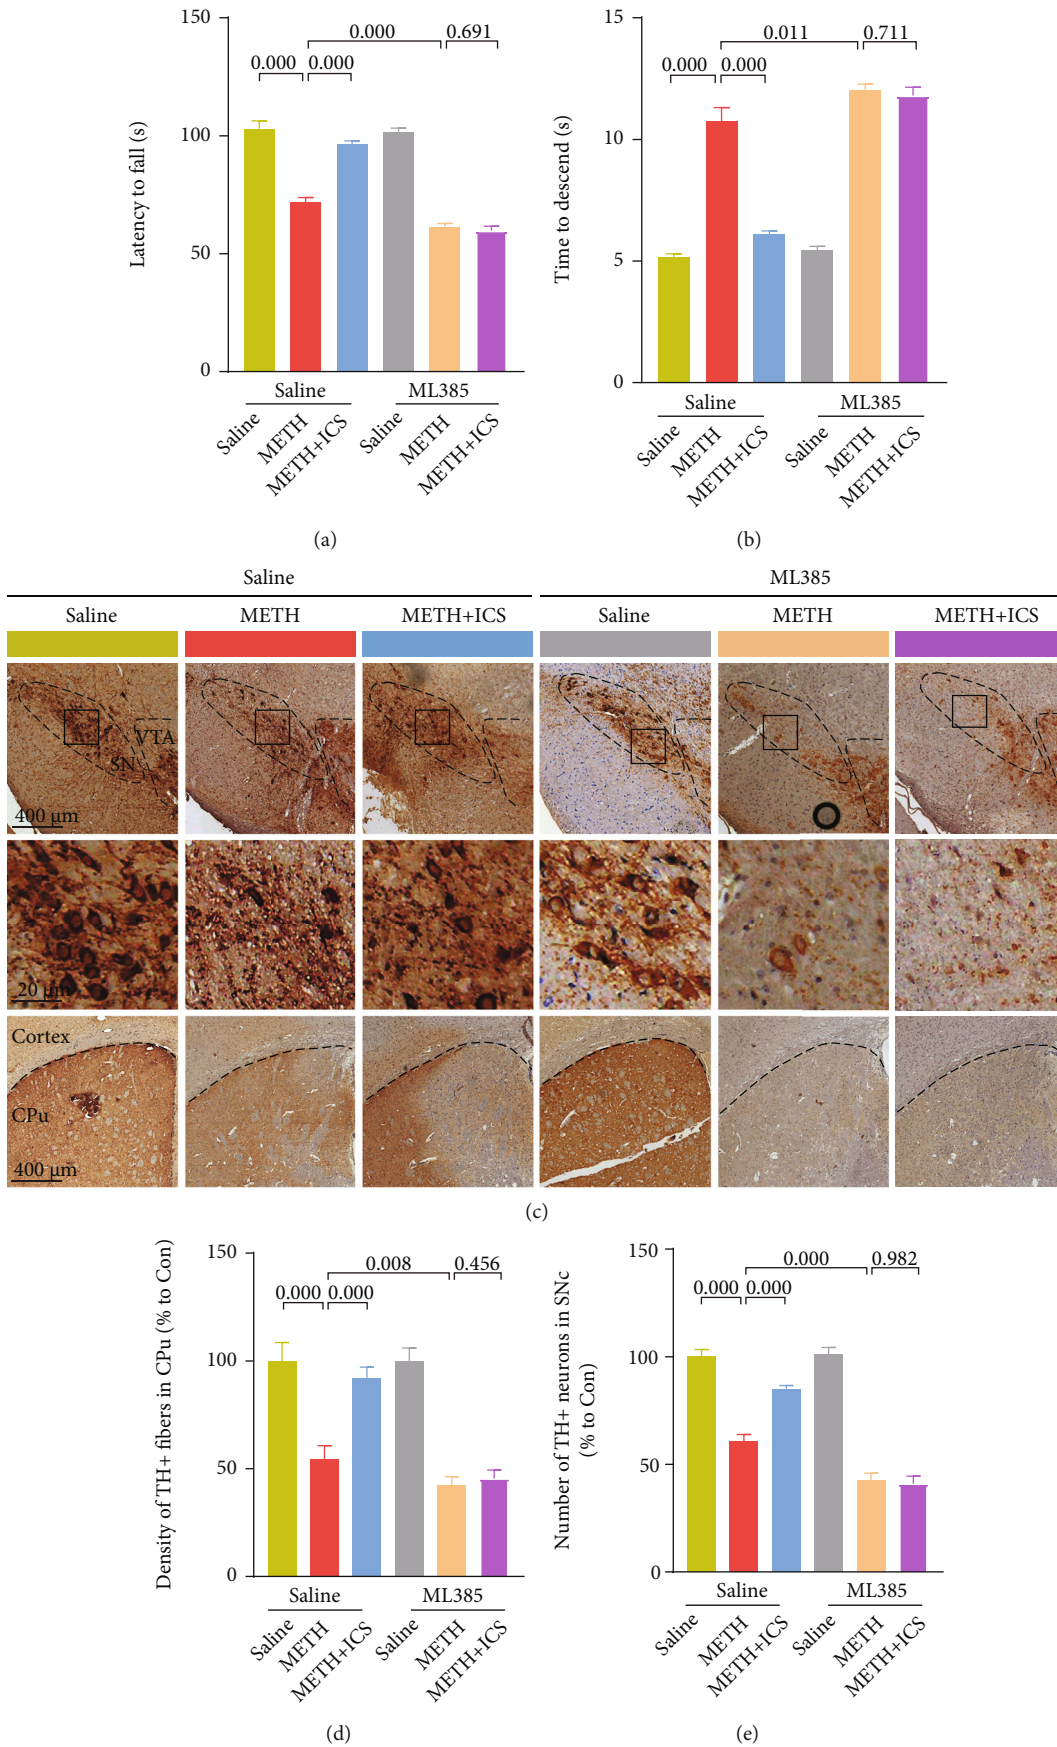 150
100
50
0
Latency to fall (s)
0.000
0.691
0.000
0.000
Saline
ML385
Saline
METH
METH+ICS
Saline
METH
METH+ICS
(a)
15
10
5
0
Time to descend (s)
0.011
0.711
0.000
0.000
Saline
ML385
Saline
METH
METH+ICS
Saline
METH
METH+ICS
(b)
Saline
ML385
Saline
METH
METH+ICS
Saline
METH
METH+ICS
VTA
SN
400 μm
20 μm
Cortex
CPu
400 μm
(c)
150
100
50
0
Density of TH+ fibers in CPu (% to Con)
0.008
0.456
0.000
0.000
Saline
ML385
Saline
METH
METH+ICS
Saline
METH
METH+ICS
(d)
150
100
50
0
Number of TH+ neurons in SNc
(% to Con)
0.000
0.982
0.000
0.000
Saline
ML385
Saline
METH
METH+ICS
Saline
METH
METH+ICS
(e)